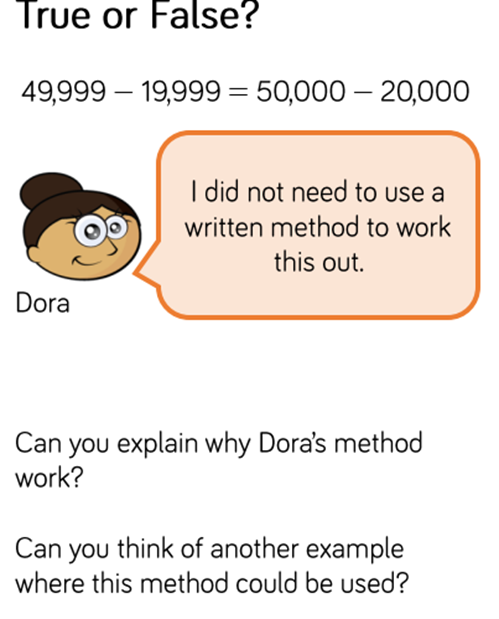 True or False?
49,999 – 19,999 = 50,000 – 20,000
I did not need to use a
written method to work
this out.
Dora
Can you explain why Dora's method
work?
Can you think of another example
where this method could be used?